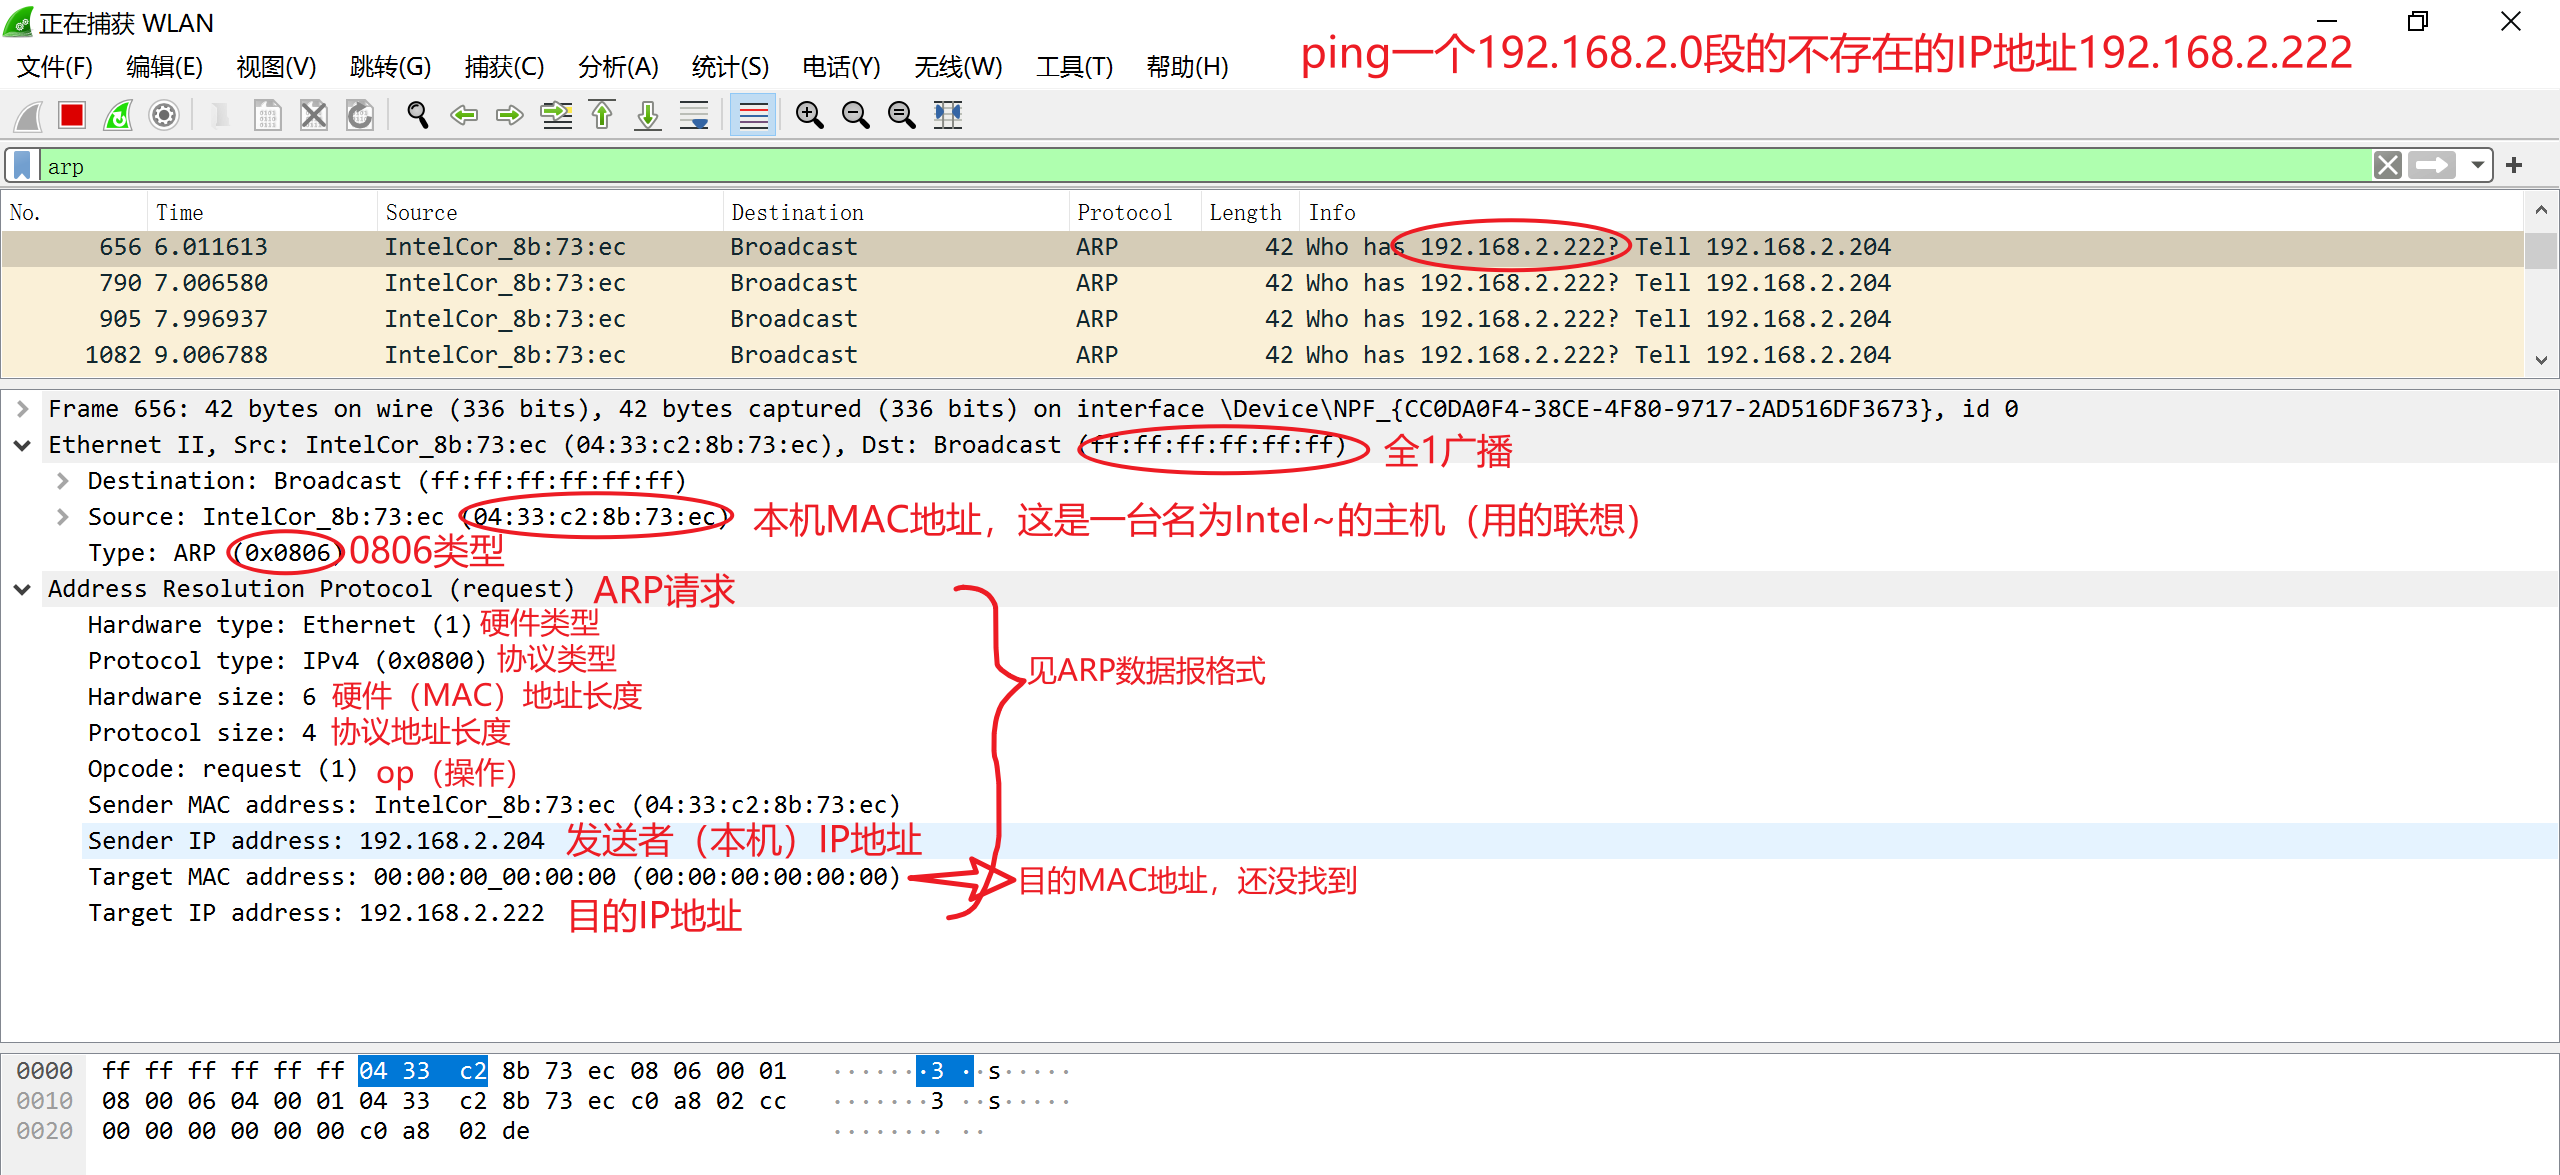 正在捕获 WLAN
文件(F) 编辑(E) 视图(V) 跳转(G) 捕获(C) 分析(A) 统计(S) 电话(Y) 无线(W) 工具(T) 帮助(H)
ping一个192.168.2.0段的不存在的IP地址192.168.2.222
arp
No. Time Source Destination Protocol Length Info
656 6.011613 IntelCor_8b:73:ec Broadcast ARP 42 Who has 192.168.2.222? Tell 192.168.2.204
790 7.006580 IntelCor_8b:73:ec Broadcast ARP 42 Who has 192.168.2.222? Tell 192.168.2.204
905 7.996937 IntelCor_8b:73:ec Broadcast ARP 42 Who has 192.168.2.222? Tell 192.168.2.204
1082 9.006788 IntelCor_8b:73:ec Broadcast ARP 42 Who has 192.168.2.222? Tell 192.168.2.204
Frame 656: 42 bytes on wire (336 bits), 42 bytes captured (336 bits) on interface \Device\NPF_{CC0DA0F4-38CE-4F80-9717-2AD516DF3673}, id 0
Ethernet II, Src: IntelCor_8b:73:ec (04:33:c2:8b:73:ec), Dst: Broadcast (ff:ff:ff:ff:ff:ff) 全1广播
Destination: Broadcast (ff:ff:ff:ff:ff:ff)
Source: IntelCor_8b:73:ec (04:33:c2:8b:73:ec) 本机MAC地址，这是一台名为Intel~的主机（用的联想）
Type: ARP (0x0806) 0806类型
Address Resolution Protocol (request) ARP请求
Hardware type: Ethernet (1) 硬件类型
Protocol type: IPv4 (0x0800) 协议类型
见ARP数据报格式
Hardware size: 6 硬件（MAC）地址长度
Protocol size: 4 协议地址长度
Opcode: request (1) op（操作）
Sender MAC address: IntelCor_8b:73:ec (04:33:c2:8b:73:ec)
Sender IP address: 192.168.2.204 发送者（本机）IP地址
Target MAC address: 00:00:00_00:00:00 (00:00:00:00:00:00) 目的MAC地址，还没找到
Target IP address: 192.168.2.222 目的IP地址
0000 ff ff ff ff ff ff 04 33 c2 8b 73 ec 08 06 00 01 ·······3 ··s·····
0010 08 00 06 04 00 01 04 33 c2 8b 73 ec c0 a8 02 cc ·······3 ··s·····
0020 00 00 00 00 00 00 c0 a8 02 de ········ ··